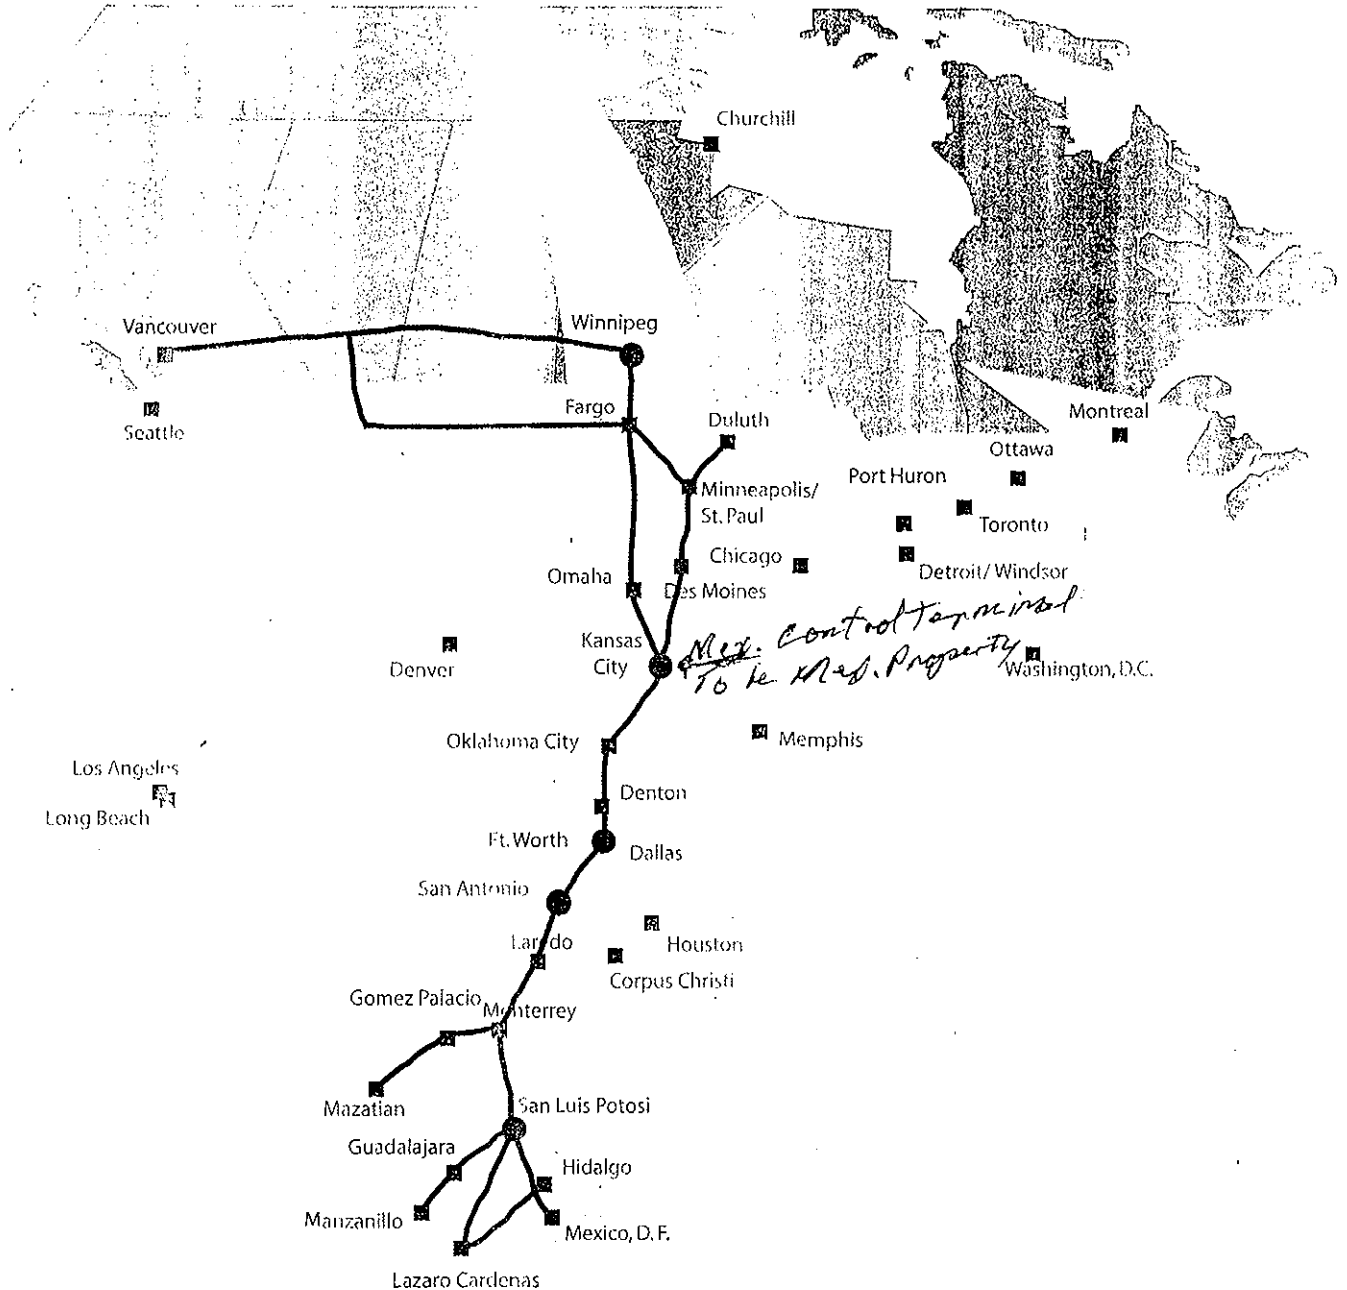 Churchill
Vancouver
Winnipeg
Seattle
Fargo
Duluth
Montreal
Ottawa
Port Huron
Minneapolis/
St. Paul
Toronto
Chicago
Detroit/Windsor
Omaha
Des Moines
Kansas
City
Mex. Control Terminal
To be Mex. Property
Denver
Washington, D.C.
Oklahoma City
Memphis
Los Angeles
Long Beach
Denton
Ft. Worth
Dallas
San Antonio
Laredo
Houston
Corpus Christi
Gomez Palacio
Monterrey
Mazatlan
San Luis Potosi
Guadalajara
Hidalgo
Manzanillo
Mexico, D. F.
Lazaro Cardenas